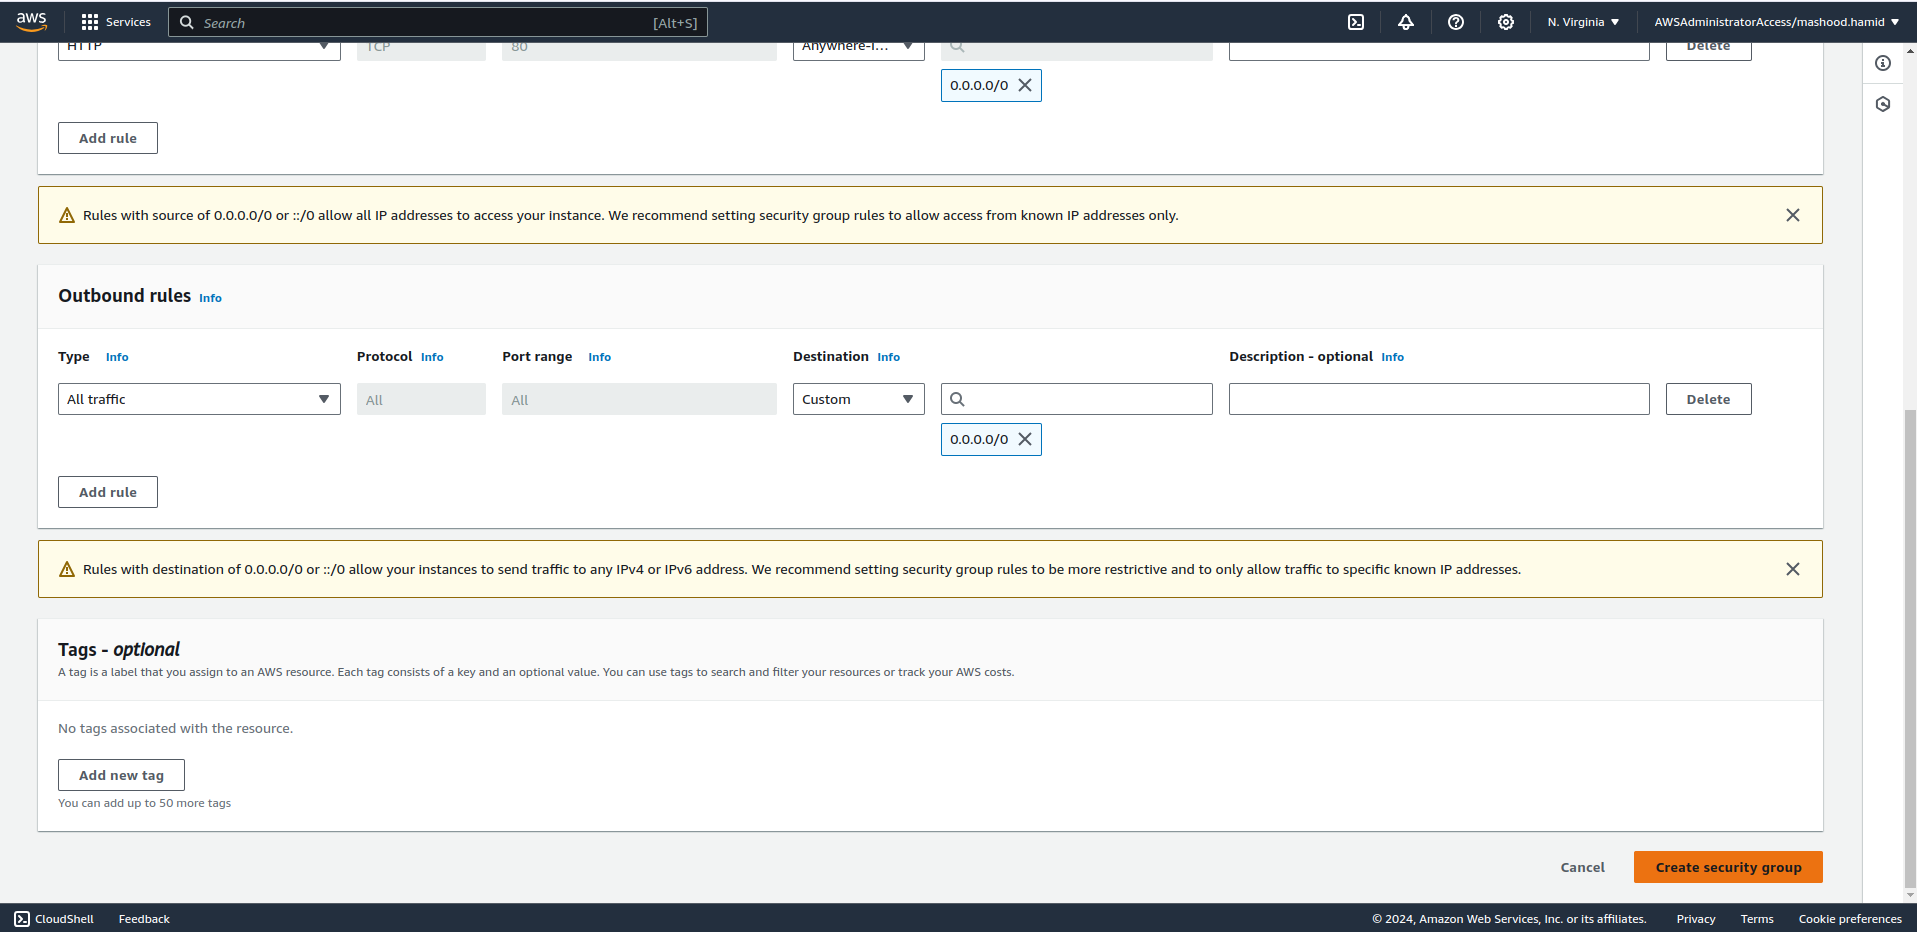 aws Services Search [Alt+S] N. Virginia AWSAdministratorAccess/mashood.hamid
HTTP TCP 80 Anywhere-I... Delete
0.0.0.0/0
Add rule
Rules with source of 0.0.0.0/0 or ::/0 allow all IP addresses to access your instance. We recommend setting security group rules to allow access from known IP addresses only.
Outbound rules Info
Type Info Protocol Info Port range Info Destination Info Description - optional Info
All traffic All All Custom Delete
0.0.0.0/0
Add rule
Rules with destination of 0.0.0.0/0 or ::/0 allow your instances to send traffic to any IPv4 or IPv6 address. We recommend setting security group rules to be more restrictive and to only allow traffic to specific known IP addresses.
Tags - optional
A tag is a label that you assign to an AWS resource. Each tag consists of a key and an optional value. You can use tags to search and filter your resources or track your AWS costs.
No tags associated with the resource.
Add new tag
You can add up to 50 more tags
Cancel Create security group
CloudShell Feedback © 2024, Amazon Web Services, Inc. or its affiliates. Privacy Terms Cookie preferences